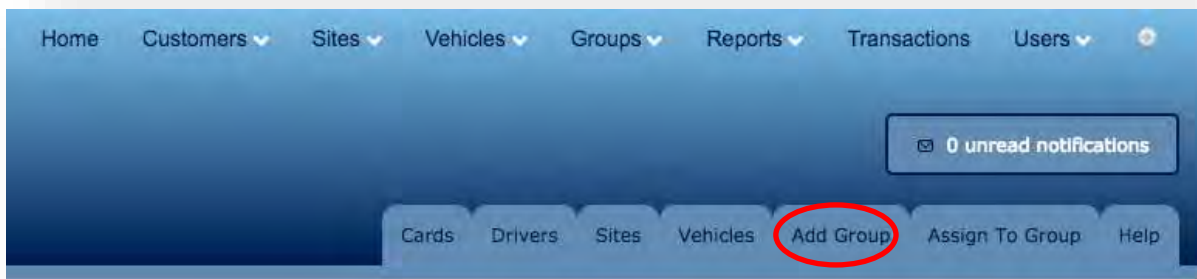 Home Customers Sites Vehicles Groups Reports Transactions Users
0 unread notifications
Cards Drivers Sites Vehicles Add Group Assign To Group Help